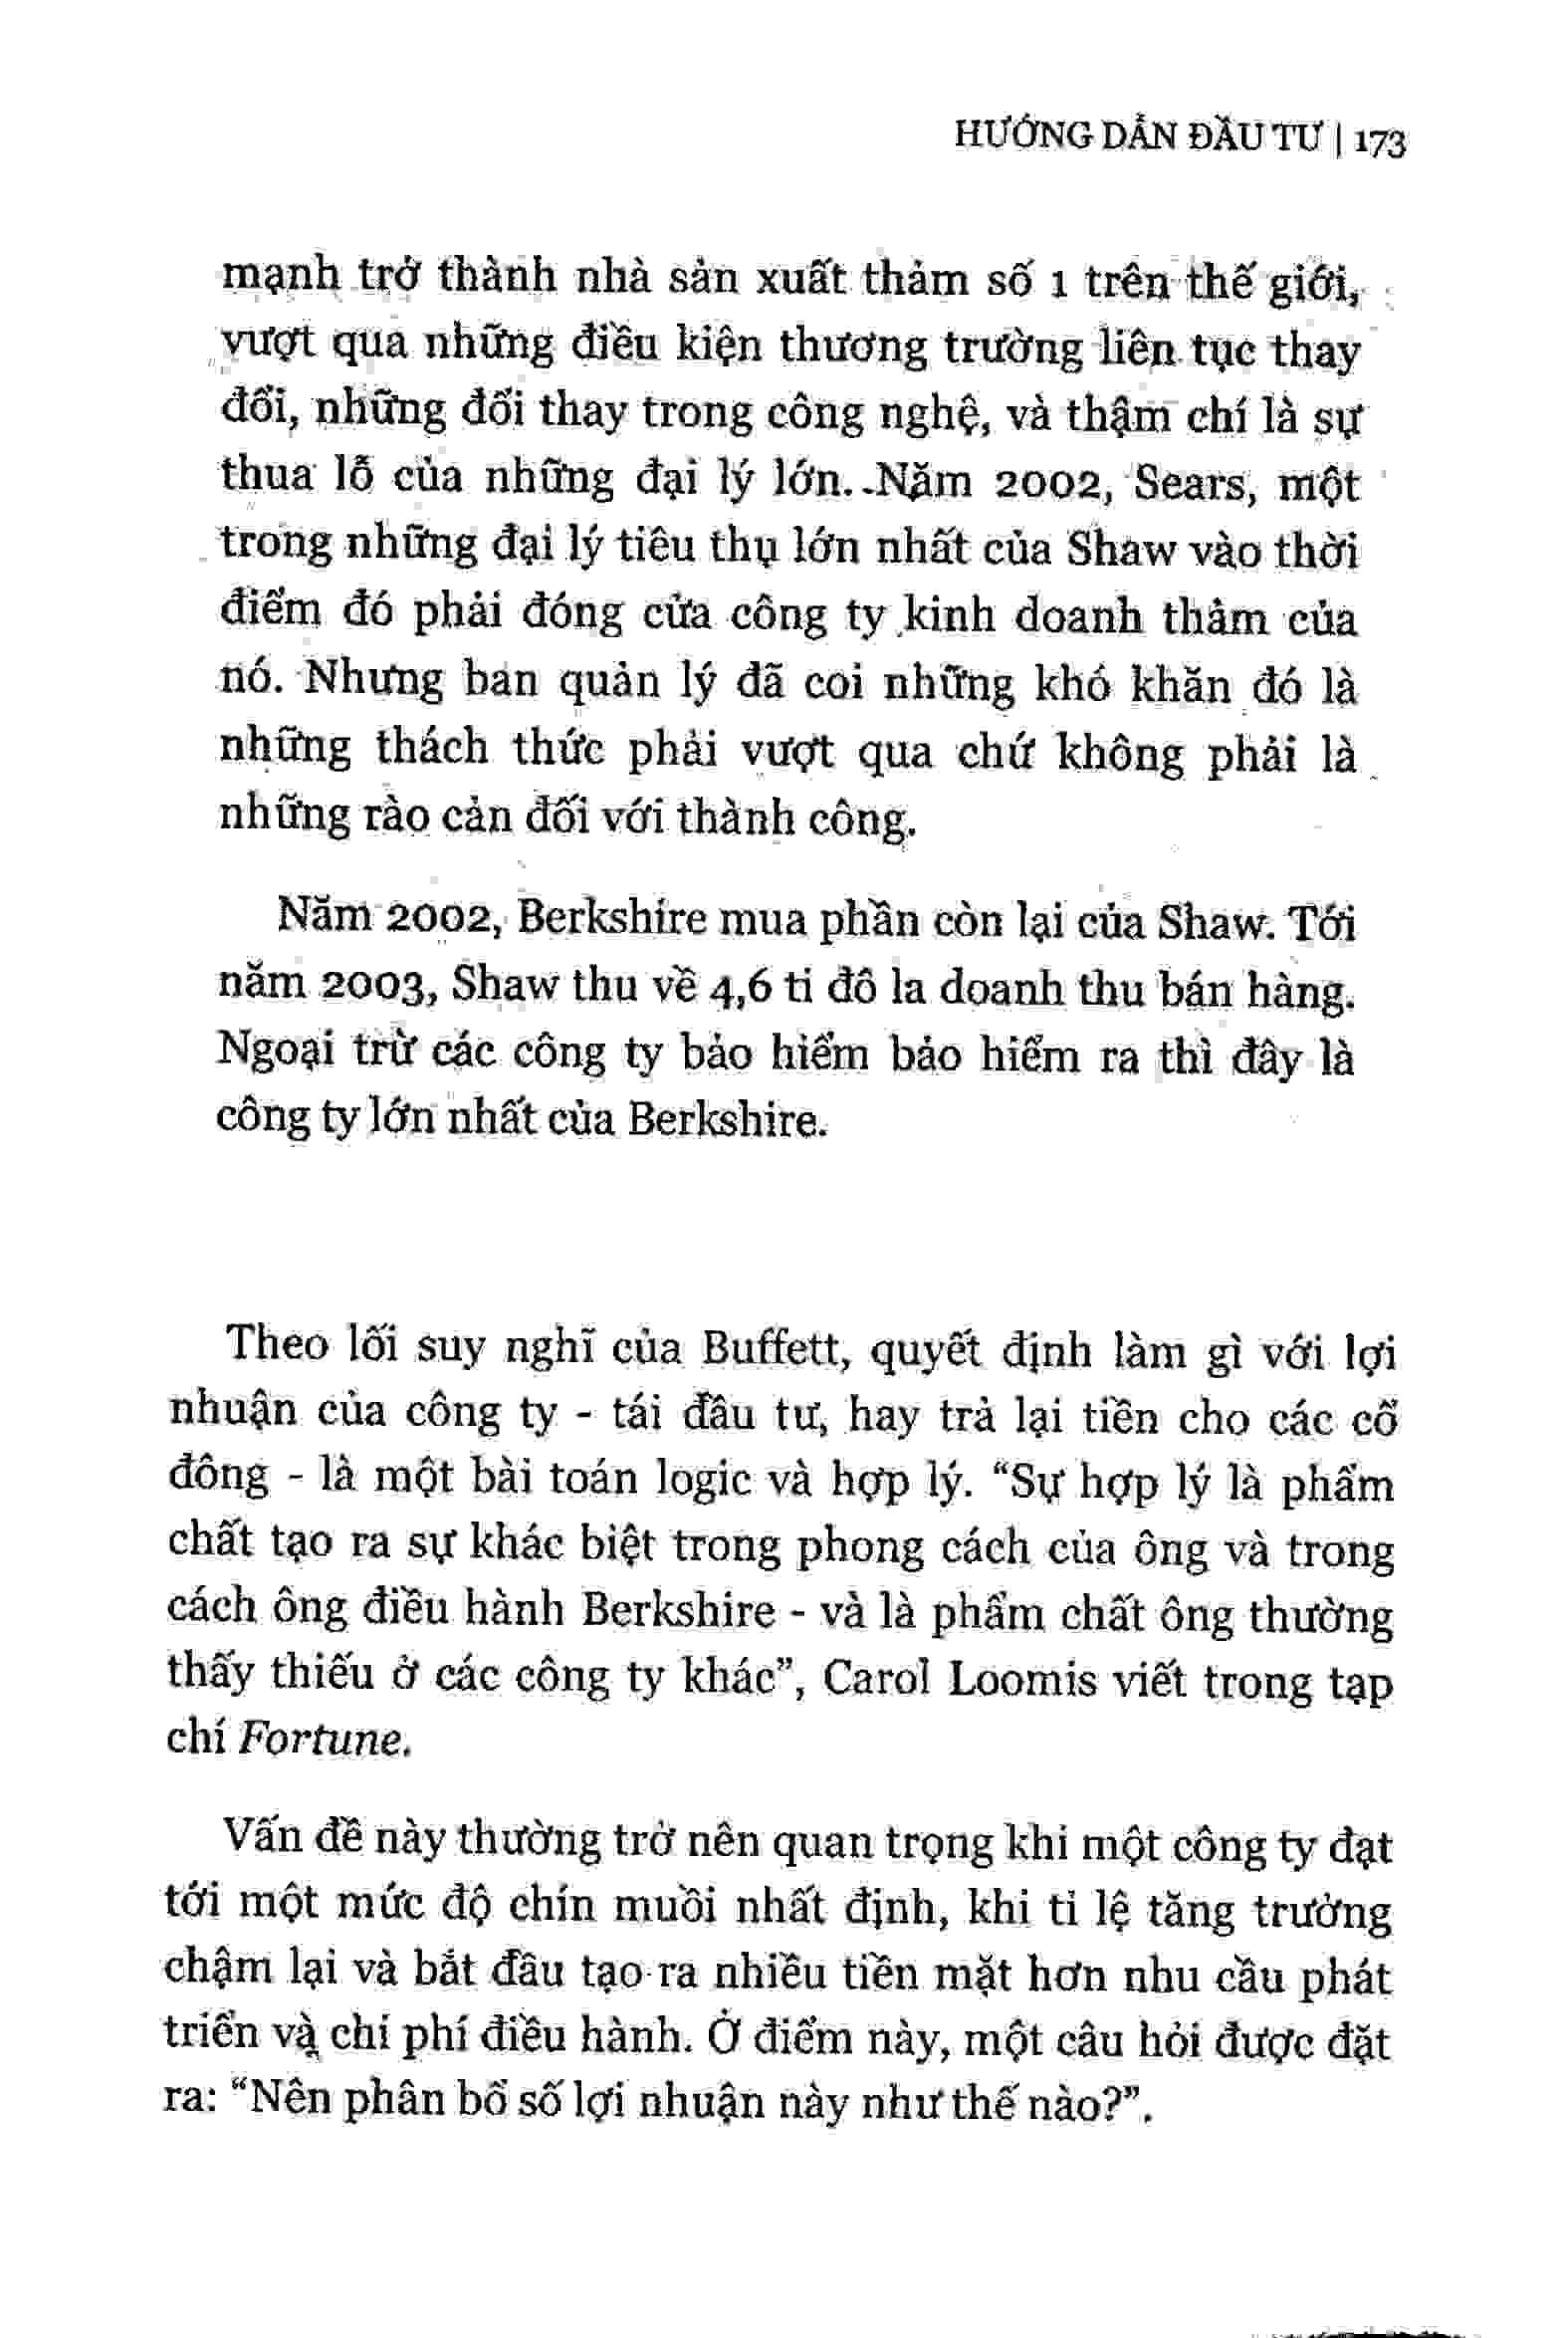 HƯỚNG DẪN ĐẦU TƯ | 173
mạnh trở thành nhà sản xuất thảm số 1 trên thế giới,
vượt qua những điều kiện thương trường liên tục thay
đổi, những đổi thay trong công nghệ, và thậm chí là sự
thua lỗ của những đại lý lớn. Năm 2002, Sears, một
trong những đại lý tiêu thụ lớn nhất của Shaw vào thời
điểm đó phải đóng cửa công ty kinh doanh thảm của
nó. Nhưng ban quản lý đã coi những khó khăn đó là
những thách thức phải vượt qua chứ không phải là
những rào cản đối với thành công.
Năm 2002, Berkshire mua phần còn lại của Shaw. Tới
năm 2003, Shaw thu về 4,6 ti đô la doanh thu bán hàng.
Ngoại trừ các công ty bảo hiểm bảo hiểm ra thì đây là
công ty lớn nhất của Berkshire.
Theo lối suy nghĩ của Buffett, quyết định làm gì với lợi
nhuận của công ty - tái đầu tư, hay trả lại tiền cho các cổ
đông - là một bài toán logic và hợp lý. “Sự hợp lý là phẩm
chất tạo ra sự khác biệt trong phong cách của ông và trong
cách ông điều hành Berkshire - và là phẩm chất ông thường
thấy thiếu ở các công ty khác”, Carol Loomis viết trong tạp
chí Fortune.
Vấn đề này thường trở nên quan trọng khi một công ty đạt
tới một mức độ chín muồi nhất định, khi ti lệ tăng trưởng
chậm lại và bắt đầu tạo ra nhiều tiền mặt hơn nhu cầu phát
triển và chi phí điều hành. Ở điểm này, một câu hỏi được đặt
ra: “Nên phân bổ số lợi nhuận này như thế nào?”.